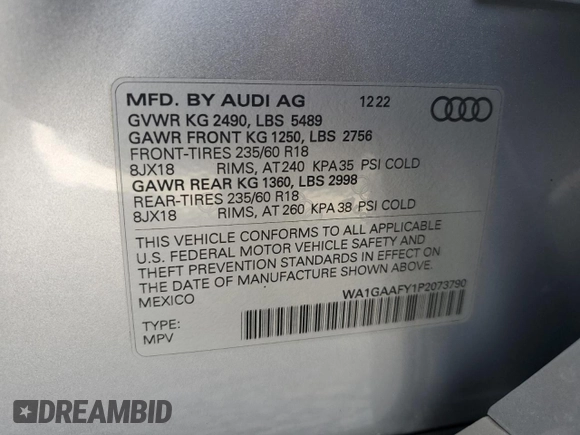 MFD. BY AUDI AG 12 22
GVWR KG 2490, LBS 5489
GAWR FRONT KG 1250, LBS 2756
FRONT-TIRES 235/60 R18
8JX18 RIMS, AT 240 KPA 35 PSI COLD
GAWR REAR KG 1360, LBS 2998
REAR-TIRES 235/60 R18
8JX18 RIMS, AT 260 KPA 38 PSI COLD
THIS VEHICLE CONFORMS TO ALL APPLICABLE
U.S. FEDERAL MOTOR VEHICLE SAFETY AND
THEFT PREVENTION STANDARDS IN EFFECT ON
THE DATE OF MANUFACTURE SHOWN ABOVE.
MEXICO
WA1GAAFY1P2073790
TYPE:
MPV
DREAMBID